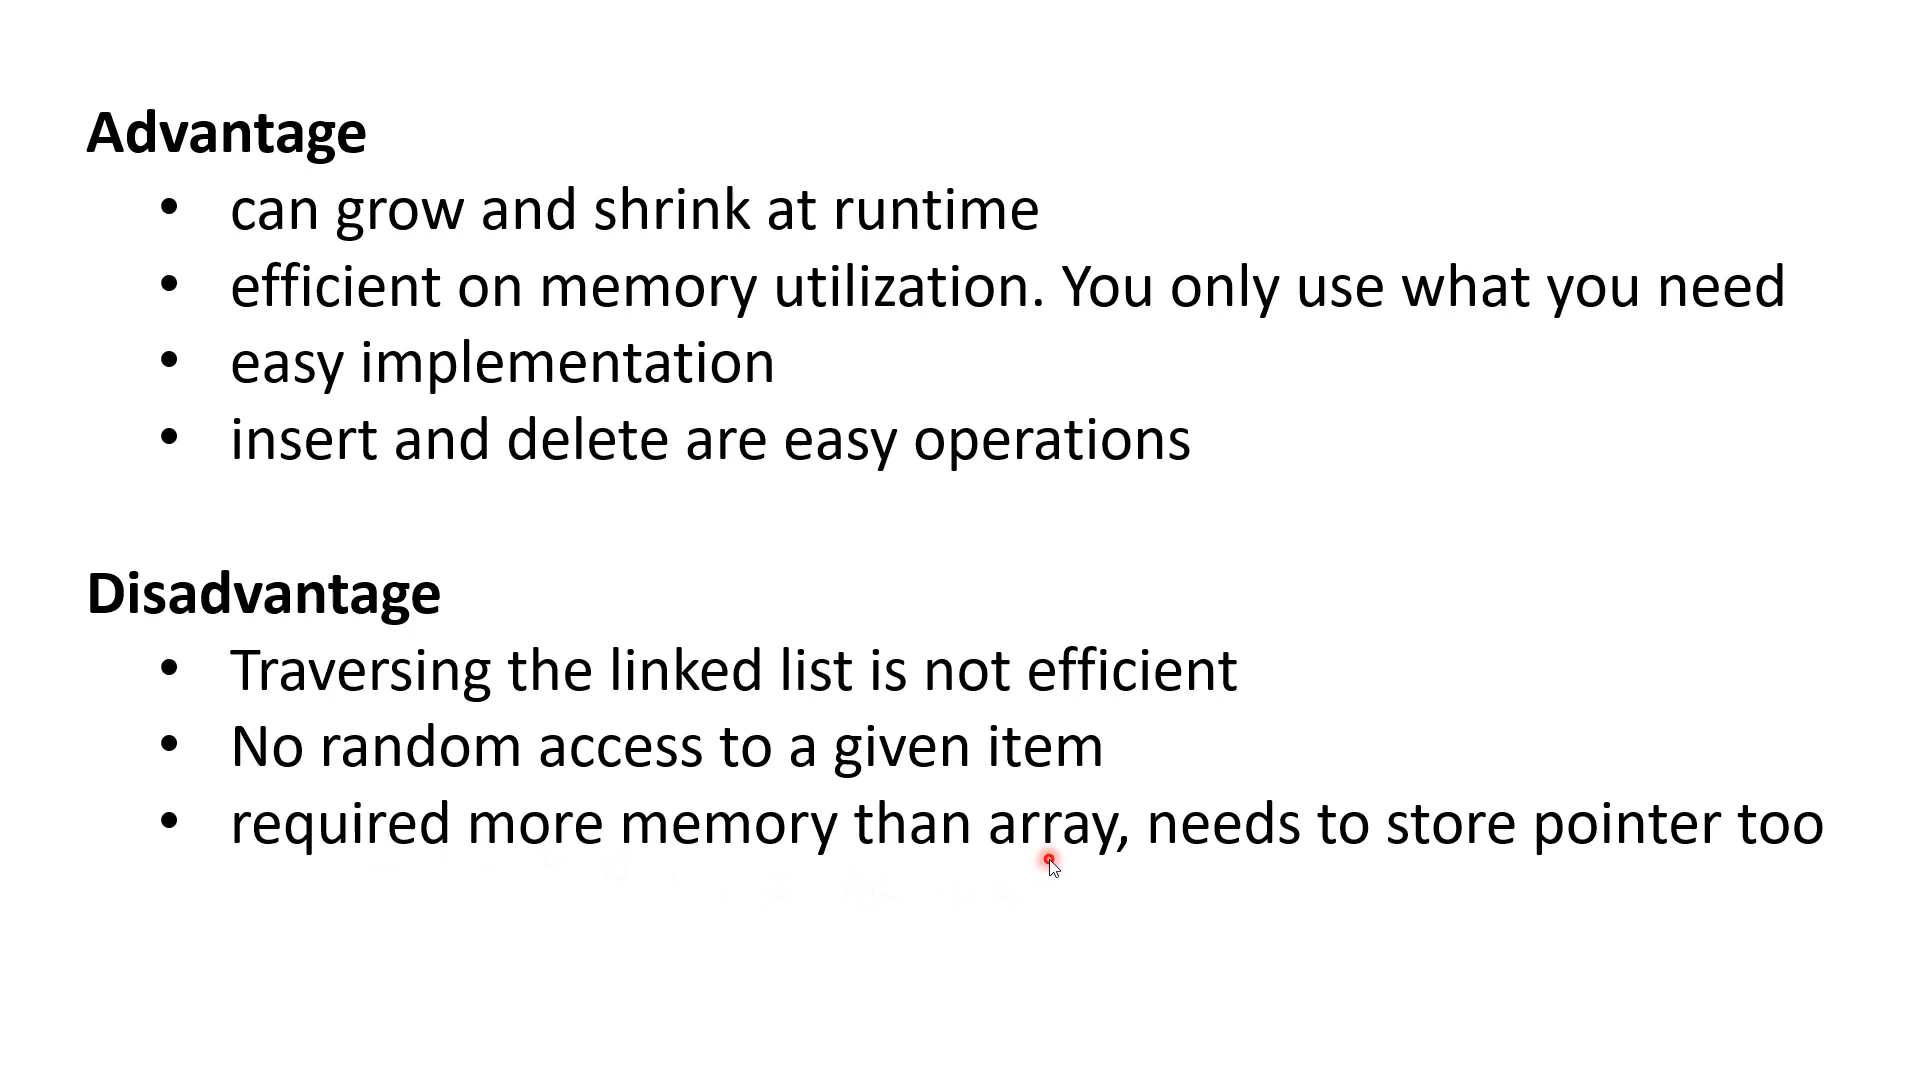 Advantage
• can grow and shrink at runtime
• efficient on memory utilization. You only use what you need
• easy implementation
• insert and delete are easy operations
Disadvantage
• Traversing the linked list is not efficient
• No random access to a given item
• required more memory than array, needs to store pointer too